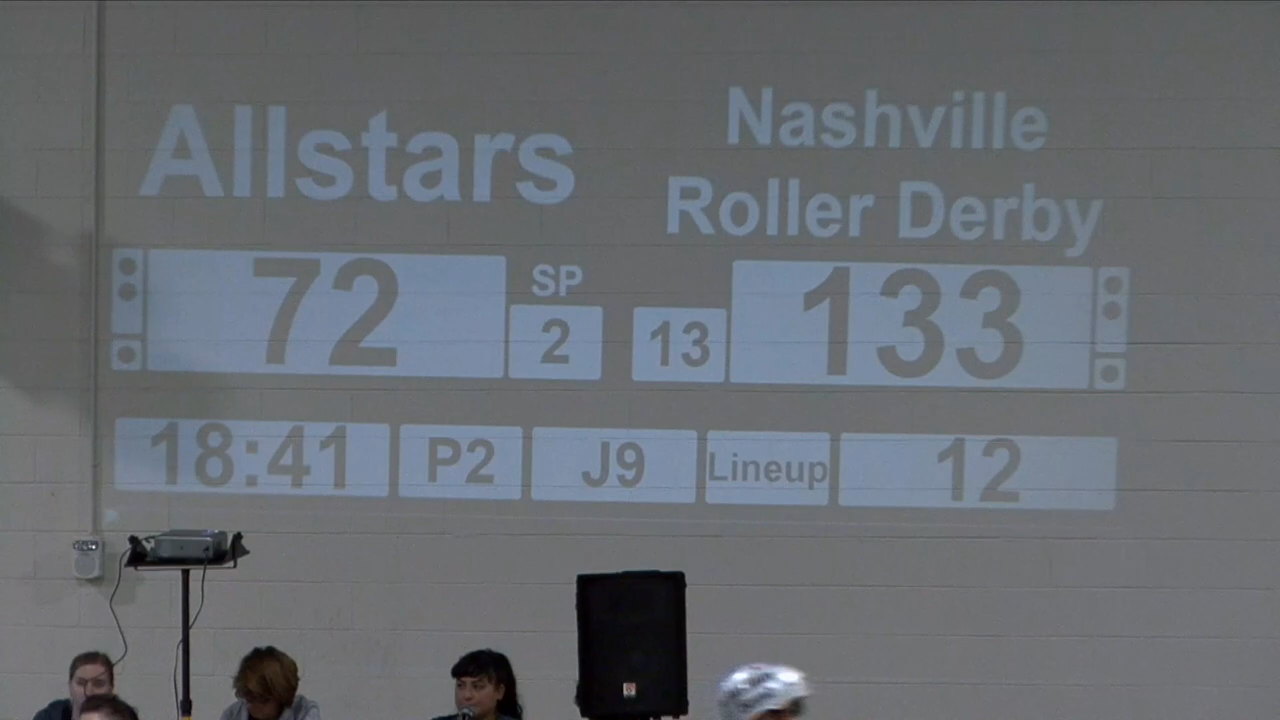 Allstars
Nashville
Roller Derby
72
SP
2
13
133
18:41
P2
J9
Lineup
12